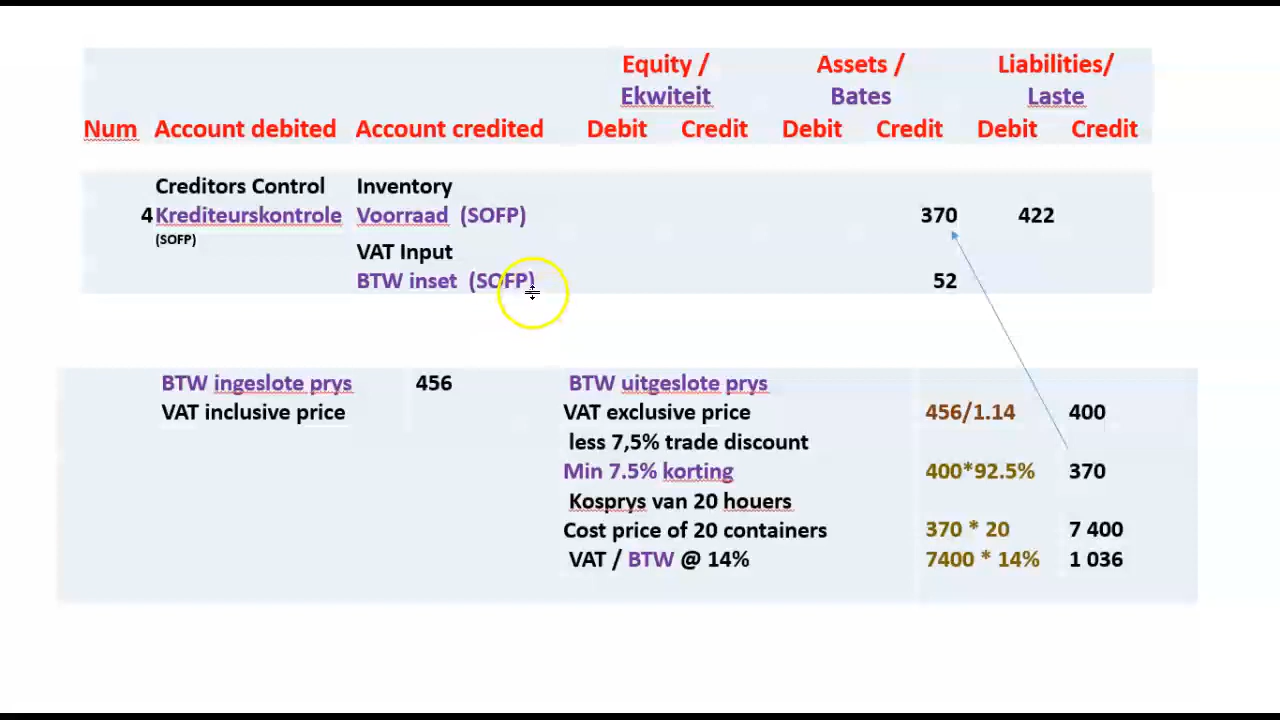 Equity / Assets / Liabilities/
Ekwiteit Bates Laste
Num Account debited Account credited Debit Credit Debit Credit Debit Credit
Creditors Control Inventory
4 Krediteurskontrole Voorraad (SOFP) 370 422
(SOFP)
VAT Input
BTW inset (SOFP) 52
BTW ingeslote prys 456 BTW uitgeslote prys
VAT inclusive price VAT exclusive price 456/1.14 400
less 7,5% trade discount
Min 7.5% korting 400*92.5% 370
Kosprys van 20 houers
Cost price of 20 containers 370 * 20 7 400
VAT / BTW @ 14% 7400 * 14% 1 036